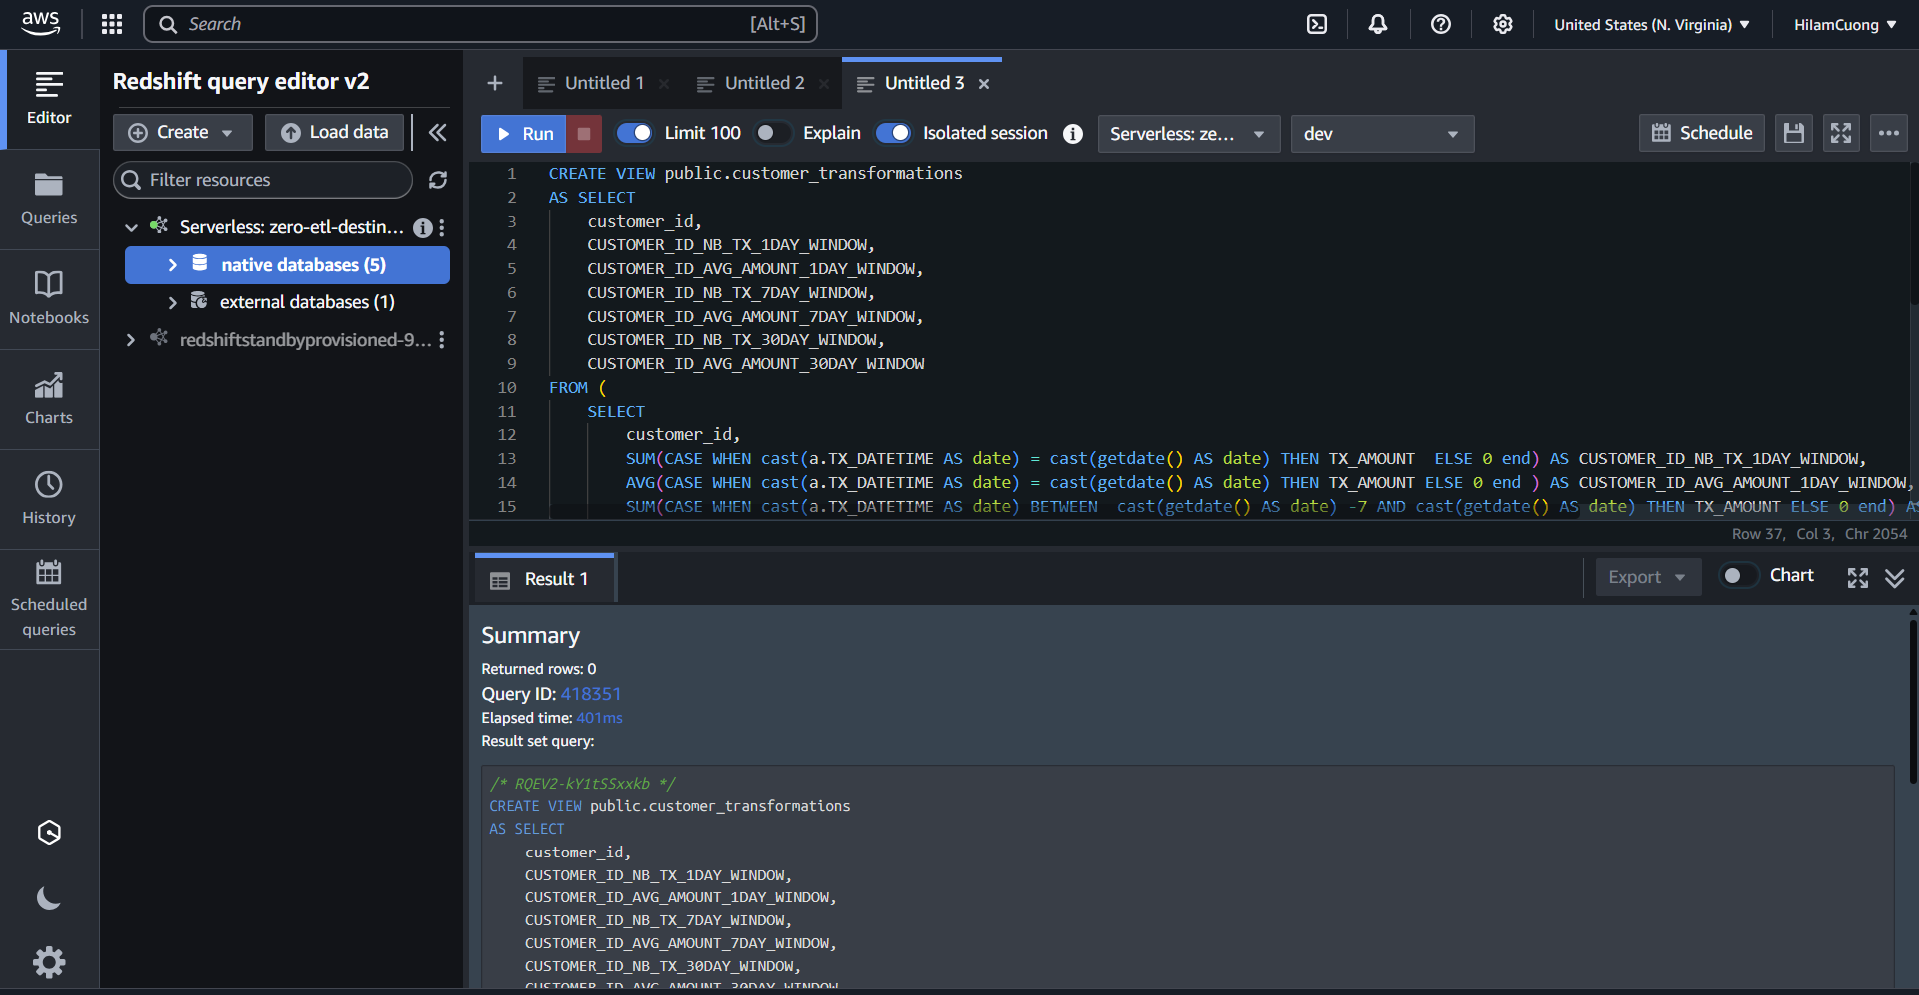 aws
Search [Alt+S]
United States (N. Virginia)
HilamCuong
Editor
Queries
Notebooks
Charts
History
Scheduled queries
Redshift query editor v2
Create
Load data
Filter resources
Serverless: zero-etl-destin...
native databases (5)
external databases (1)
redshiftstandbyprovisioned-9...
Untitled 1
Untitled 2
Untitled 3
Run
Limit 100
Explain
Isolated session
Serverless: ze...
dev
Schedule
1 CREATE VIEW public.customer_transformations
2 AS SELECT
3 customer_id,
4 CUSTOMER_ID_NB_TX_1DAY_WINDOW,
5 CUSTOMER_ID_AVG_AMOUNT_1DAY_WINDOW,
6 CUSTOMER_ID_NB_TX_7DAY_WINDOW,
7 CUSTOMER_ID_AVG_AMOUNT_7DAY_WINDOW,
8 CUSTOMER_ID_NB_TX_30DAY_WINDOW,
9 CUSTOMER_ID_AVG_AMOUNT_30DAY_WINDOW
10 FROM (
11 SELECT
12 customer_id,
13 SUM(CASE WHEN cast(a.TX_DATETIME AS date) = cast(getdate() AS date) THEN TX_AMOUNT  ELSE 0 end) AS CUSTOMER_ID_NB_TX_1DAY_WINDOW,
14 AVG(CASE WHEN cast(a.TX_DATETIME AS date) = cast(getdate() AS date) THEN TX_AMOUNT ELSE 0 end ) AS CUSTOMER_ID_AVG_AMOUNT_1DAY_WINDOW,
15 SUM(CASE WHEN cast(a.TX_DATETIME AS date) BETWEEN  cast(getdate() AS date) -7 AND cast(getdate() AS date) THEN TX_AMOUNT ELSE 0 end) AS
Row 37, Col 3, Chr 2054
Result 1
Export
Chart
Summary
Returned rows: 0
Query ID: 418351
Elapsed time: 401ms
Result set query:
/* RQEV2-kY1tSSxxkb */
CREATE VIEW public.customer_transformations
AS SELECT
customer_id,
CUSTOMER_ID_NB_TX_1DAY_WINDOW,
CUSTOMER_ID_AVG_AMOUNT_1DAY_WINDOW,
CUSTOMER_ID_NB_TX_7DAY_WINDOW,
CUSTOMER_ID_AVG_AMOUNT_7DAY_WINDOW,
CUSTOMER_ID_NB_TX_30DAY_WINDOW,
CUSTOMER_ID_AVG_AMOUNT_30DAY_WINDOW